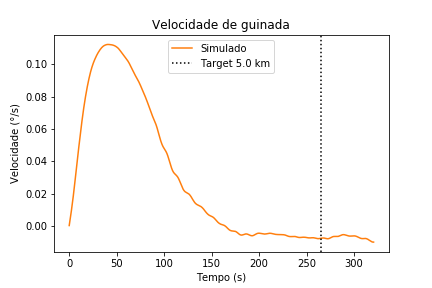 Velocidade de guinada
Simulado
Target 5.0 km
Velocidade (°/s)
0.10
0.08
0.06
0.04
0.02
0.00
0 50 100 150 200 250 300
Tempo (s)